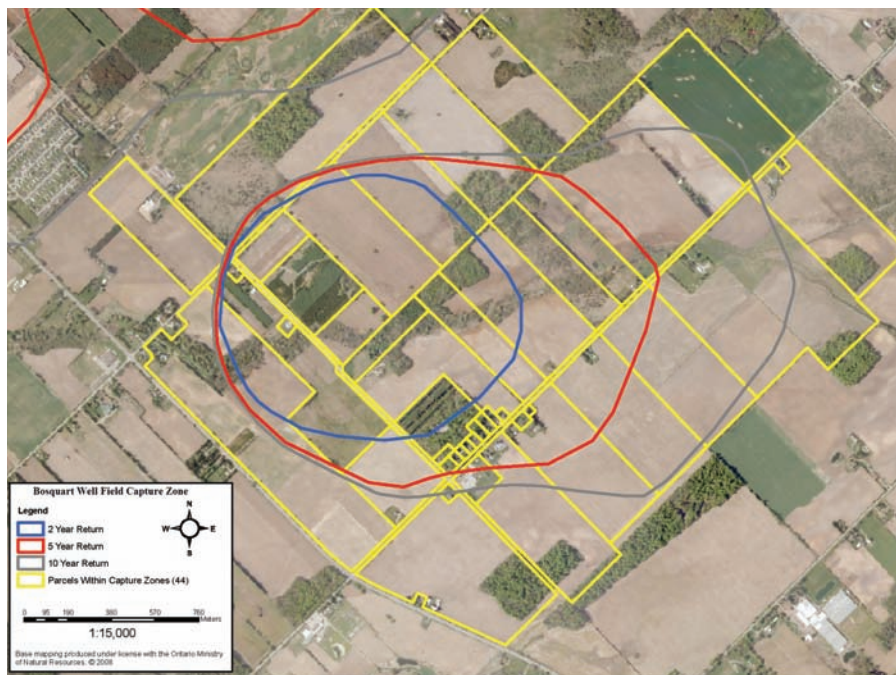 Bosquart Well Field Capture Zone
Legend
N
W E
S
2 Year Return
5 Year Return
10 Year Return
Parcels Within Capture Zones (44)
0 95 190 380 570 760
Meters
1:15,000
Base mapping produced under license with the Ontario Ministry
of Natural Resources. © 2008